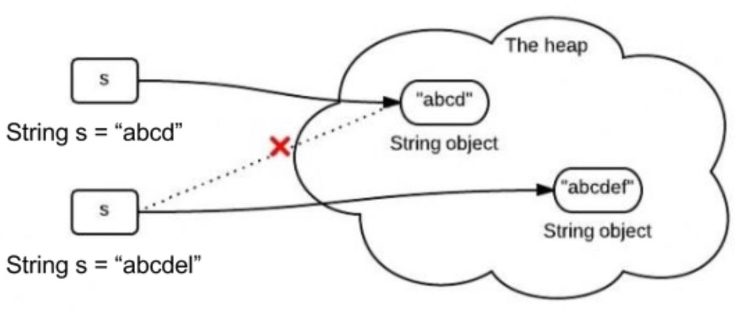 The heap
s
"abcd"
String s = “abcd”
String object
s
"abcdef"
String object
String s = “abcdel”